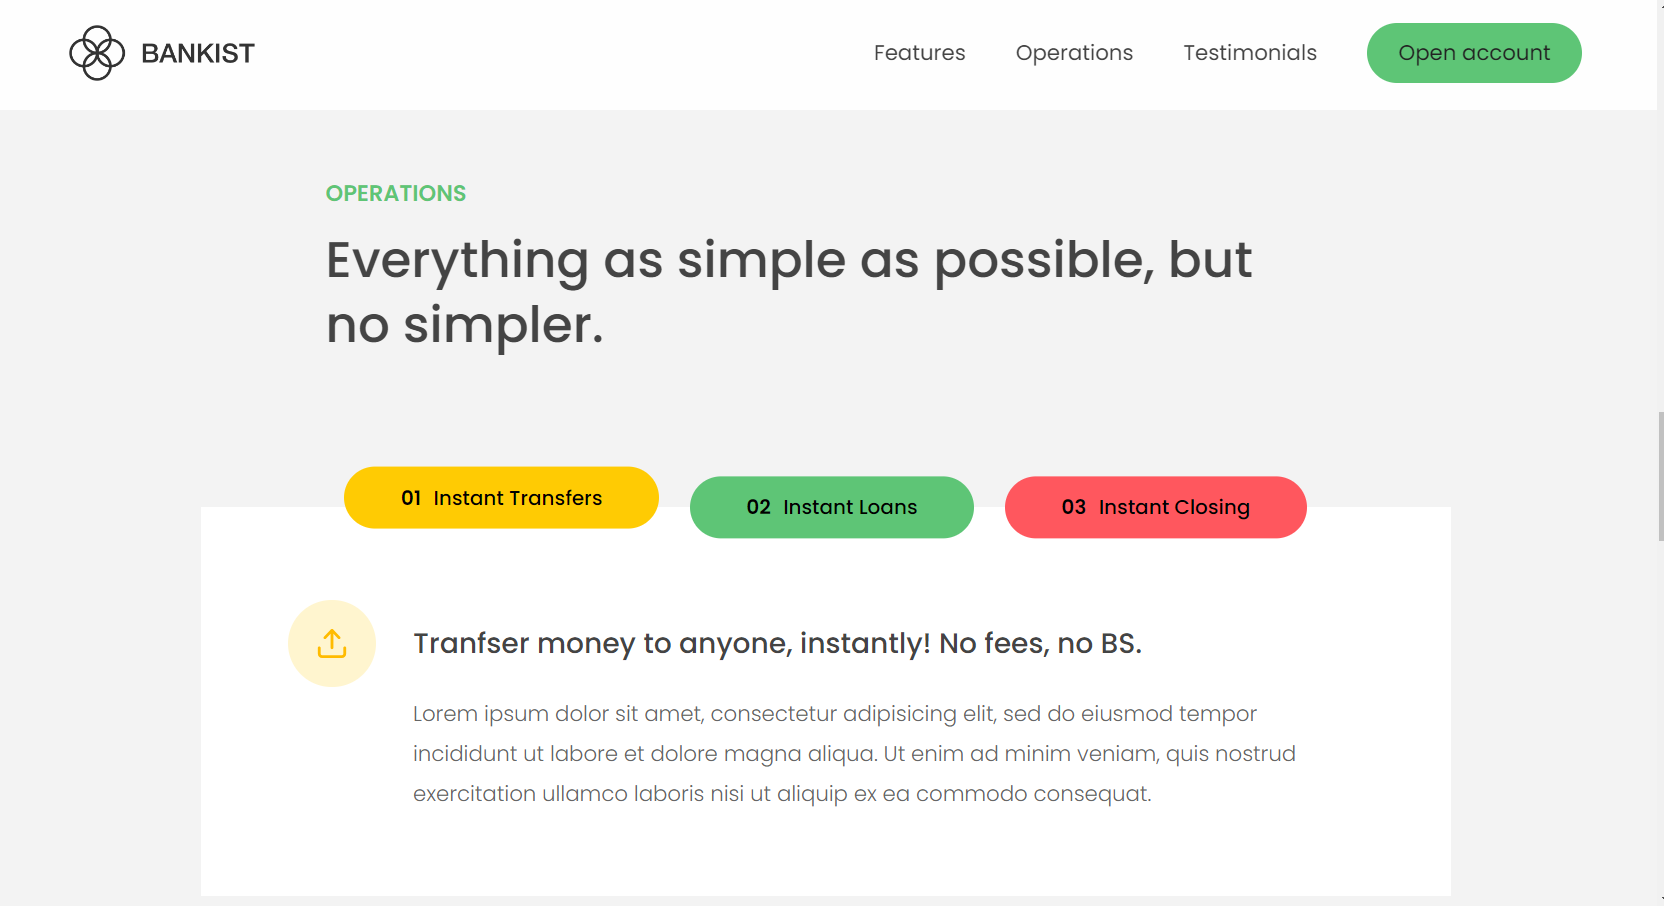 BANKIST
Features Operations Testimonials Open account
OPERATIONS
Everything as simple as possible, but
no simpler.
01 Instant Transfers
02 Instant Loans
03 Instant Closing
Tranfser money to anyone, instantly! No fees, no BS.
Lorem ipsum dolor sit amet, consectetur adipisicing elit, sed do eiusmod tempor
incididunt ut labore et dolore magna aliqua. Ut enim ad minim veniam, quis nostrud
exercitation ullamco laboris nisi ut aliquip ex ea commodo consequat.